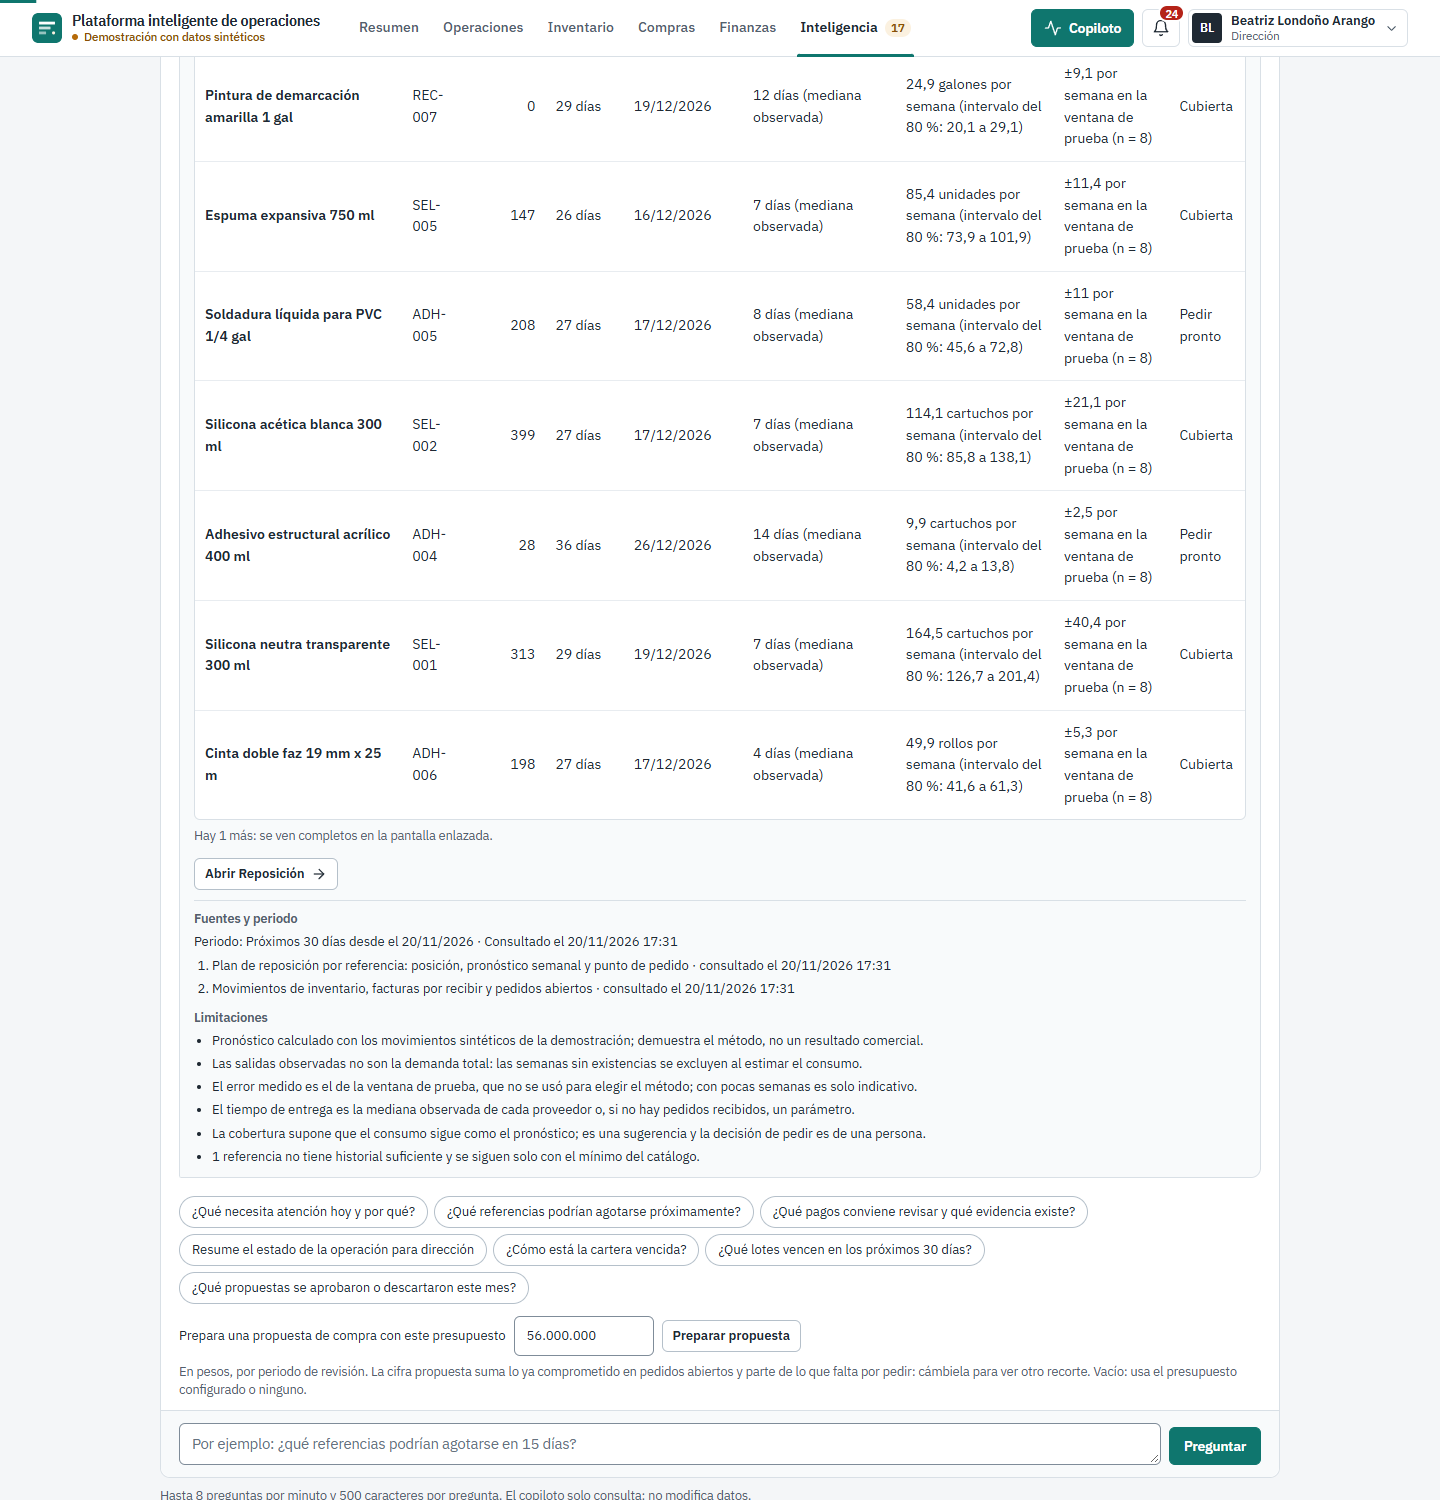 Plataforma inteligente de operaciones
Demostración con datos sintéticos
Resumen
Operaciones
Inventario
Compras
Finanzas
Inteligencia 17
Copiloto
24
BL
Beatriz Londoño Arango
Dirección
Pintura de demarcación
amarilla 1 gal
REC-
007
0
29 días
19/12/2026
12 días (mediana
observada)
24,9 galones por
semana (intervalo del
80 %: 20,1 a 29,1)
±9,1 por
semana en la
ventana de
prueba (n = 8)
Cubierta
Espuma expansiva 750 ml
SEL-
005
147
26 días
16/12/2026
7 días (mediana
observada)
85,4 unidades por
semana (intervalo del
80 %: 73,9 a 101,9)
±11,4 por
semana en la
ventana de
prueba (n = 8)
Cubierta
Soldadura líquida para PVC
1/4 gal
ADH-
005
208
27 días
17/12/2026
8 días (mediana
observada)
58,4 unidades por
semana (intervalo del
80 %: 45,6 a 72,8)
±11 por
semana en la
ventana de
prueba (n = 8)
Pedir
pronto
Silicona acética blanca 300
ml
SEL-
002
399
27 días
17/12/2026
7 días (mediana
observada)
114,1 cartuchos por
semana (intervalo del
80 %: 85,8 a 138,1)
±21,1 por
semana en la
ventana de
prueba (n = 8)
Cubierta
Adhesivo estructural acrílico
400 ml
ADH-
004
28
36 días
26/12/2026
14 días (mediana
observada)
9,9 cartuchos por
semana (intervalo del
80 %: 4,2 a 13,8)
±2,5 por
semana en la
ventana de
prueba (n = 8)
Pedir
pronto
Silicona neutra transparente
300 ml
SEL-
001
313
29 días
19/12/2026
7 días (mediana
observada)
164,5 cartuchos por
semana (intervalo del
80 %: 126,7 a 201,4)
±40,4 por
semana en la
ventana de
prueba (n = 8)
Cubierta
Cinta doble faz 19 mm x 25
m
ADH-
006
198
27 días
17/12/2026
4 días (mediana
observada)
49,9 rollos por
semana (intervalo del
80 %: 41,6 a 61,3)
±5,3 por
semana en la
ventana de
prueba (n = 8)
Cubierta
Hay 1 más: se ven completos en la pantalla enlazada.
Abrir Reposición →
Fuentes y periodo
Periodo: Próximos 30 días desde el 20/11/2026 · Consultado el 20/11/2026 17:31
1. Plan de reposición por referencia: posición, pronóstico semanal y punto de pedido · consultado el 20/11/2026 17:31
2. Movimientos de inventario, facturas por recibir y pedidos abiertos · consultado el 20/11/2026 17:31
Limitaciones
• Pronóstico calculado con los movimientos sintéticos de la demostración; demuestra el método, no un resultado comercial.
• Las salidas observadas no son la demanda total: las semanas sin existencias se excluyen al estimar el consumo.
• El error medido es el de la ventana de prueba, que no se usó para elegir el método; con pocas semanas es solo indicativo.
• El tiempo de entrega es la mediana observada de cada proveedor o, si no hay pedidos recibidos, un parámetro.
• La cobertura supone que el consumo sigue como el pronóstico; es una sugerencia y la decisión de pedir es de una persona.
• 1 referencia no tiene historial suficiente y se siguen solo con el mínimo del catálogo.
¿Qué necesita atención hoy y por qué?
¿Qué referencias podrían agotarse próximamente?
¿Qué pagos conviene revisar y qué evidencia existe?
Resume el estado de la operación para dirección
¿Cómo está la cartera vencida?
¿Qué lotes vencen en los próximos 30 días?
¿Qué propuestas se aprobaron o descartaron este mes?
Prepara una propuesta de compra con este presupuesto
56.000.000
Preparar propuesta
En pesos, por periodo de revisión. La cifra propuesta suma lo ya comprometido en pedidos abiertos y parte de lo que falta por pedir: cámbiela para ver otro recorte. Vacío: usa el presupuesto
configurado o ninguno.
Por ejemplo: ¿qué referencias podrían agotarse en 15 días?
Preguntar
Hasta 8 preguntas por minuto y 500 caracteres por pregunta. El copiloto solo consulta: no modifica datos.